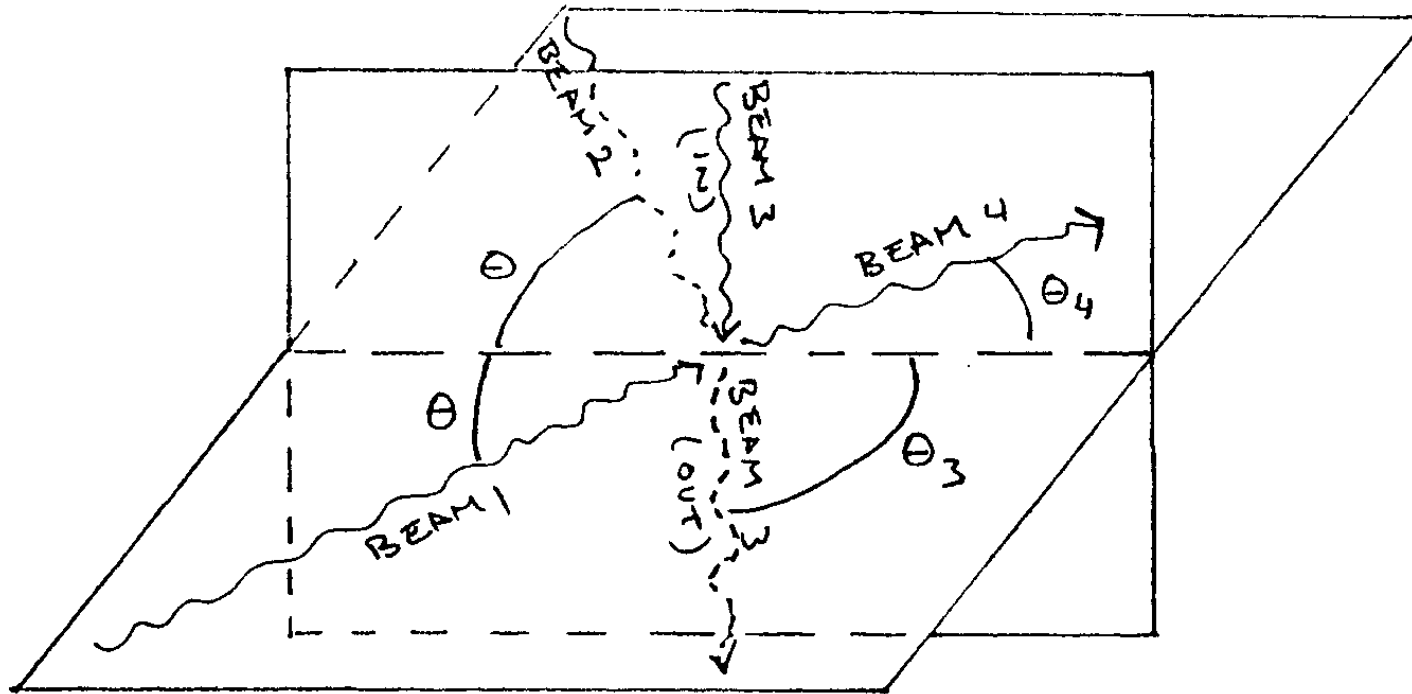 BEAM 2
BEAM 3
(IN)
BEAM 4
Θ
Θ4
Θ
BEAM 1
BEAM 3
(OUT)
Θ3